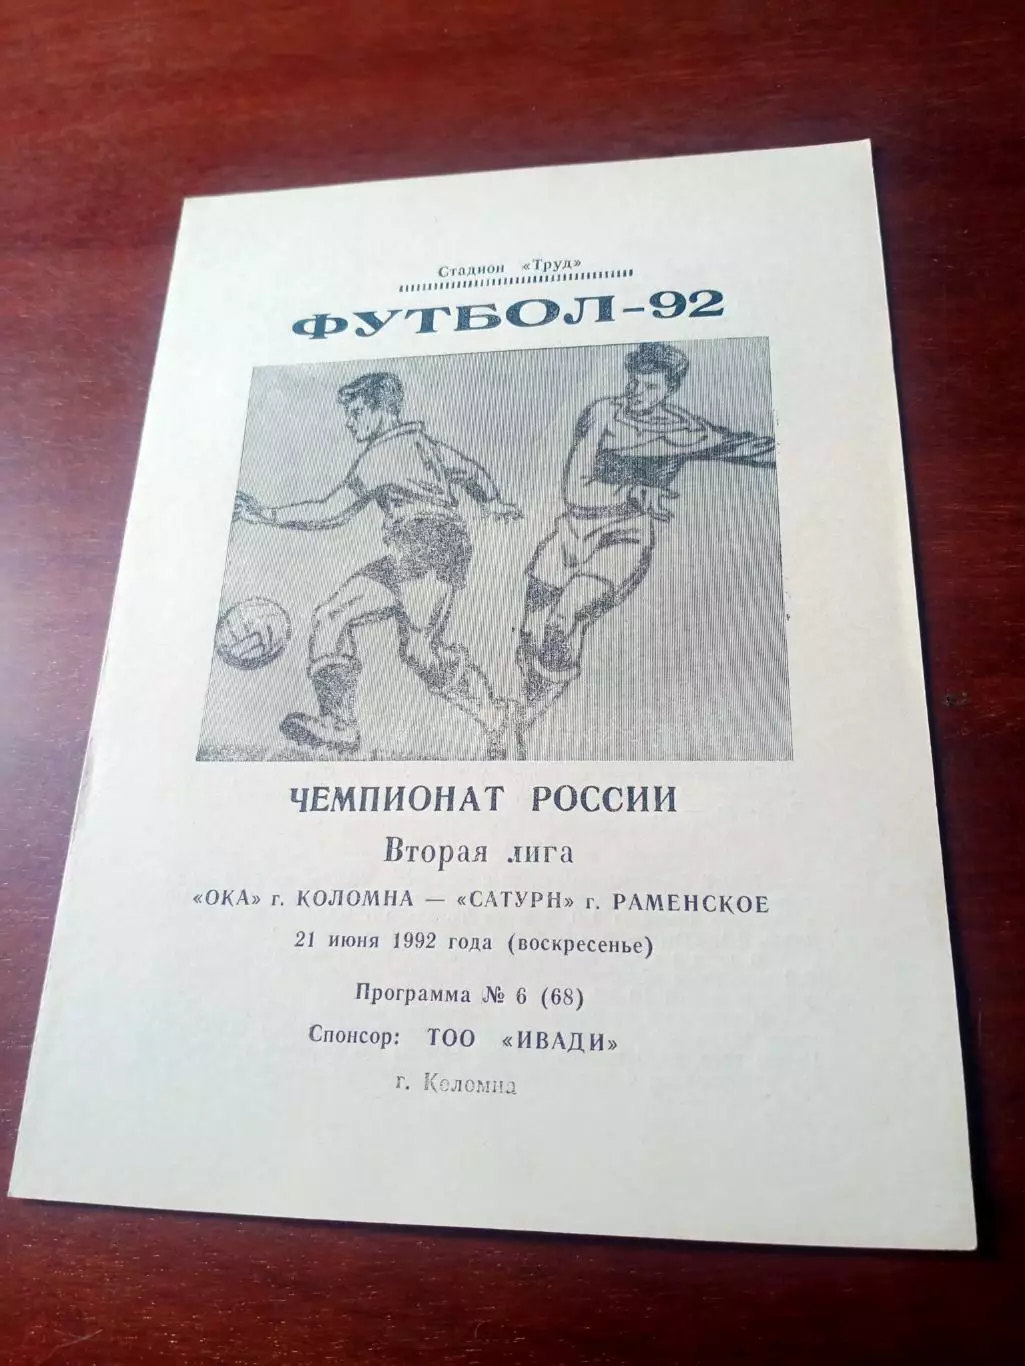 Стадион «Труд»
ФУТБОЛ-92
ЧЕМПИОНАТ РОССИИ
Вторая лига
«ОКА» г. КОЛОМНА — «САТУРН» г. РАМЕНСКОЕ
21 июня 1992 года (воскресенье)
Программа № 6 (68)
Спонсор: ТОО «ИВАДИ»
г. Коломна